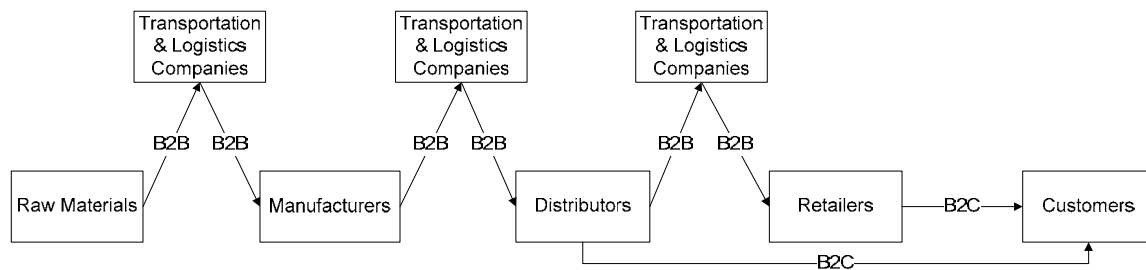 Transportation
& Logistics
Companies
Transportation
& Logistics
Companies
Transportation
& Logistics
Companies
B2B B2B B2B B2B B2B B2B
Raw Materials Manufacturers Distributors Retailers B2C Customers
B2C